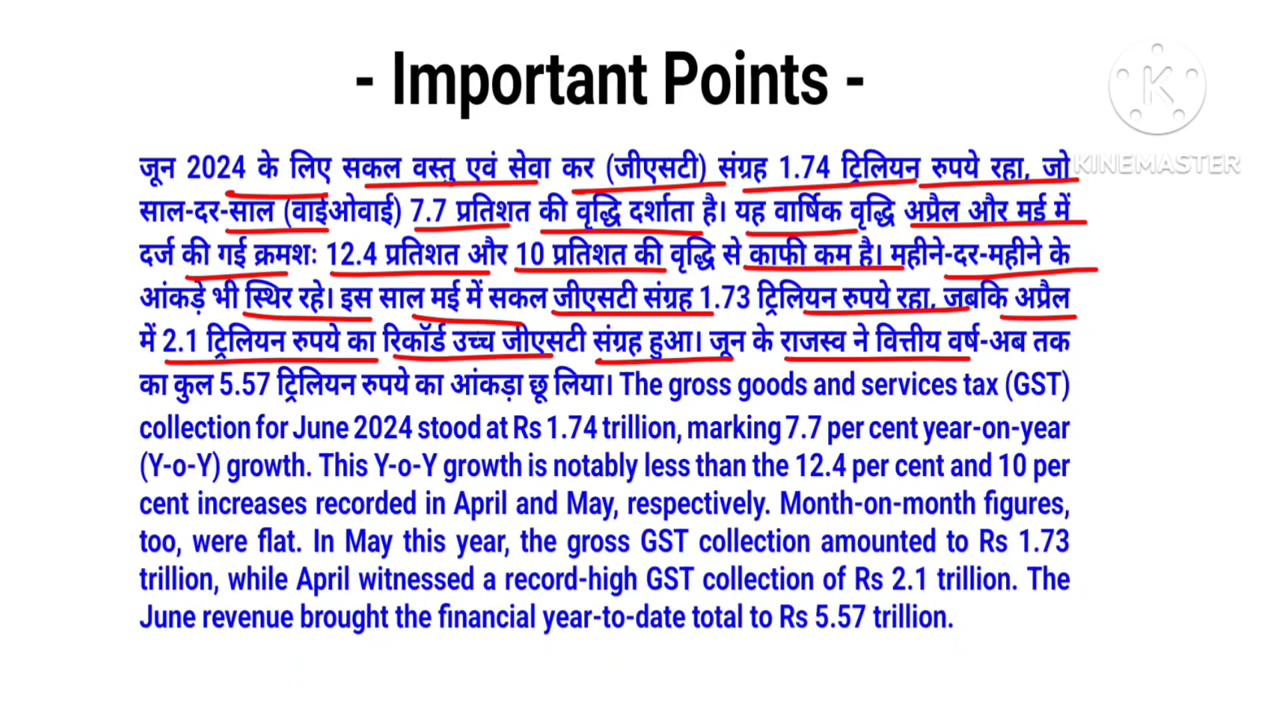 - Important Points -
K
KINEMASTER
जून 2024 के लिए सकल वस्तु एवं सेवा कर (जीएसटी) संग्रह 1.74 ट्रिलियन रुपये रहा, जो
साल-दर-साल (वाईओवाई) 7.7 प्रतिशत की वृद्धि दर्शाता है। यह वार्षिक वृद्धि अप्रैल और मई में
दर्ज की गई क्रमशः 12.4 प्रतिशत और 10 प्रतिशत की वृद्धि से काफी कम है। महीने-दर-महीने के
आंकड़े भी स्थिर रहे। इस साल मई में सकल जीएसटी संग्रह 1.73 ट्रिलियन रुपये रहा, जबकि अप्रैल
में 2.1 ट्रिलियन रुपये का रिकॉर्ड उच्च जीएसटी संग्रह हुआ। जून के राजस्व ने वित्तीय वर्ष-अब तक
का कुल 5.57 ट्रिलियन रुपये का आंकड़ा छू लिया। The gross goods and services tax (GST)
collection for June 2024 stood at Rs 1.74 trillion, marking 7.7 per cent year-on-year
(Y-o-Y) growth. This Y-o-Y growth is notably less than the 12.4 per cent and 10 per
cent increases recorded in April and May, respectively. Month-on-month figures,
too, were flat. In May this year, the gross GST collection amounted to Rs 1.73
trillion, while April witnessed a record-high GST collection of Rs 2.1 trillion. The
June revenue brought the financial year-to-date total to Rs 5.57 trillion.